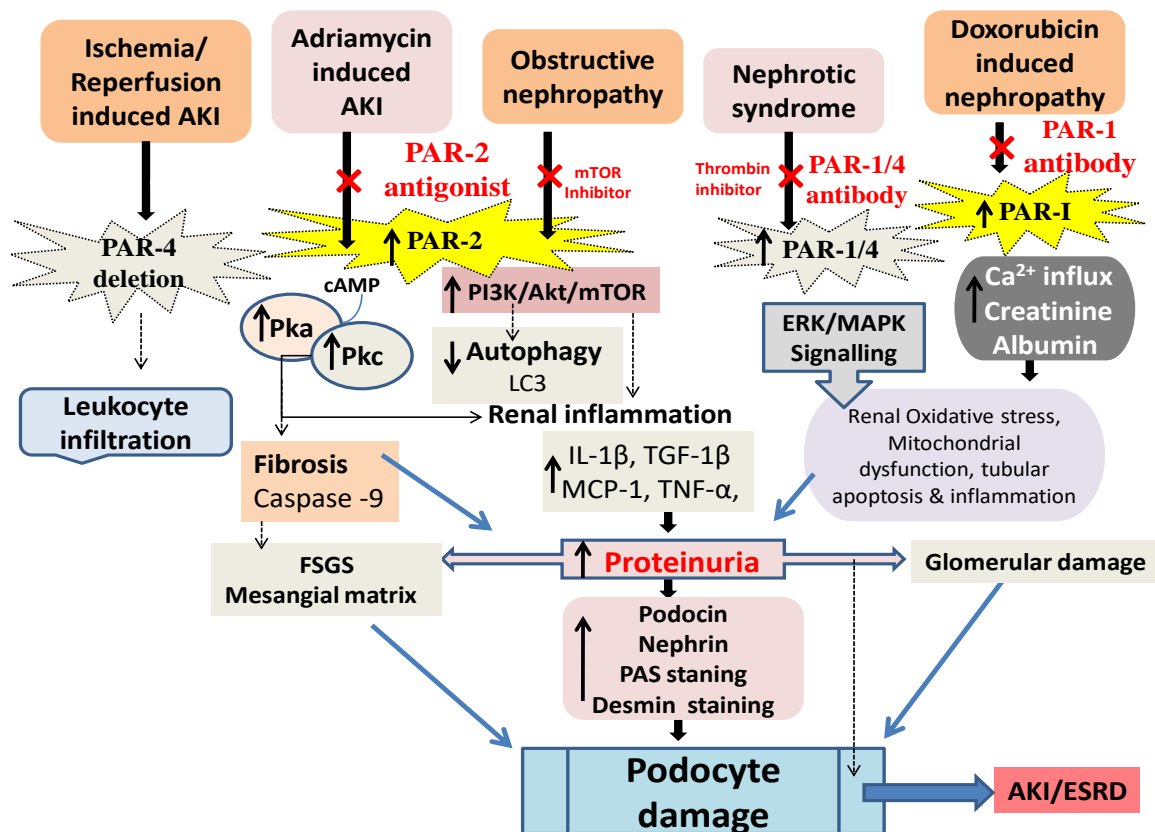 Ischemia/
Reperfusion
induced AKI
Adriamycin
induced
AKI
Obstructive
nephropathy
Nephrotic
syndrome
Doxorubicin
induced
nephropathy
PAR-2
antigonist
mTOR
Inhibitor
Thrombin
inhibitor
PAR-1/4
antibody
PAR-1
antibody
PAR-4
deletion
PAR-2
PAR-1/4
PAR-I
cAMP
Pka
Pkc
PI3K/Akt/mTOR
Autophagy
LC3
ERK/MAPK
Signalling
Ca²⁺ influx
Creatinine
Albumin
Leukocyte
infiltration
Renal inflammation
Renal Oxidative stress,
Mitochondrial
dysfunction, tubular
apoptosis & inflammation
Fibrosis
Caspase -9
IL-1β, TGF-1β
MCP-1, TNF-α,
FSGS
Mesangial matrix
Proteinuria
Glomerular damage
Podocin
Nephrin
PAS staning
Desmin staining
Podocyte
damage
AKI/ESRD